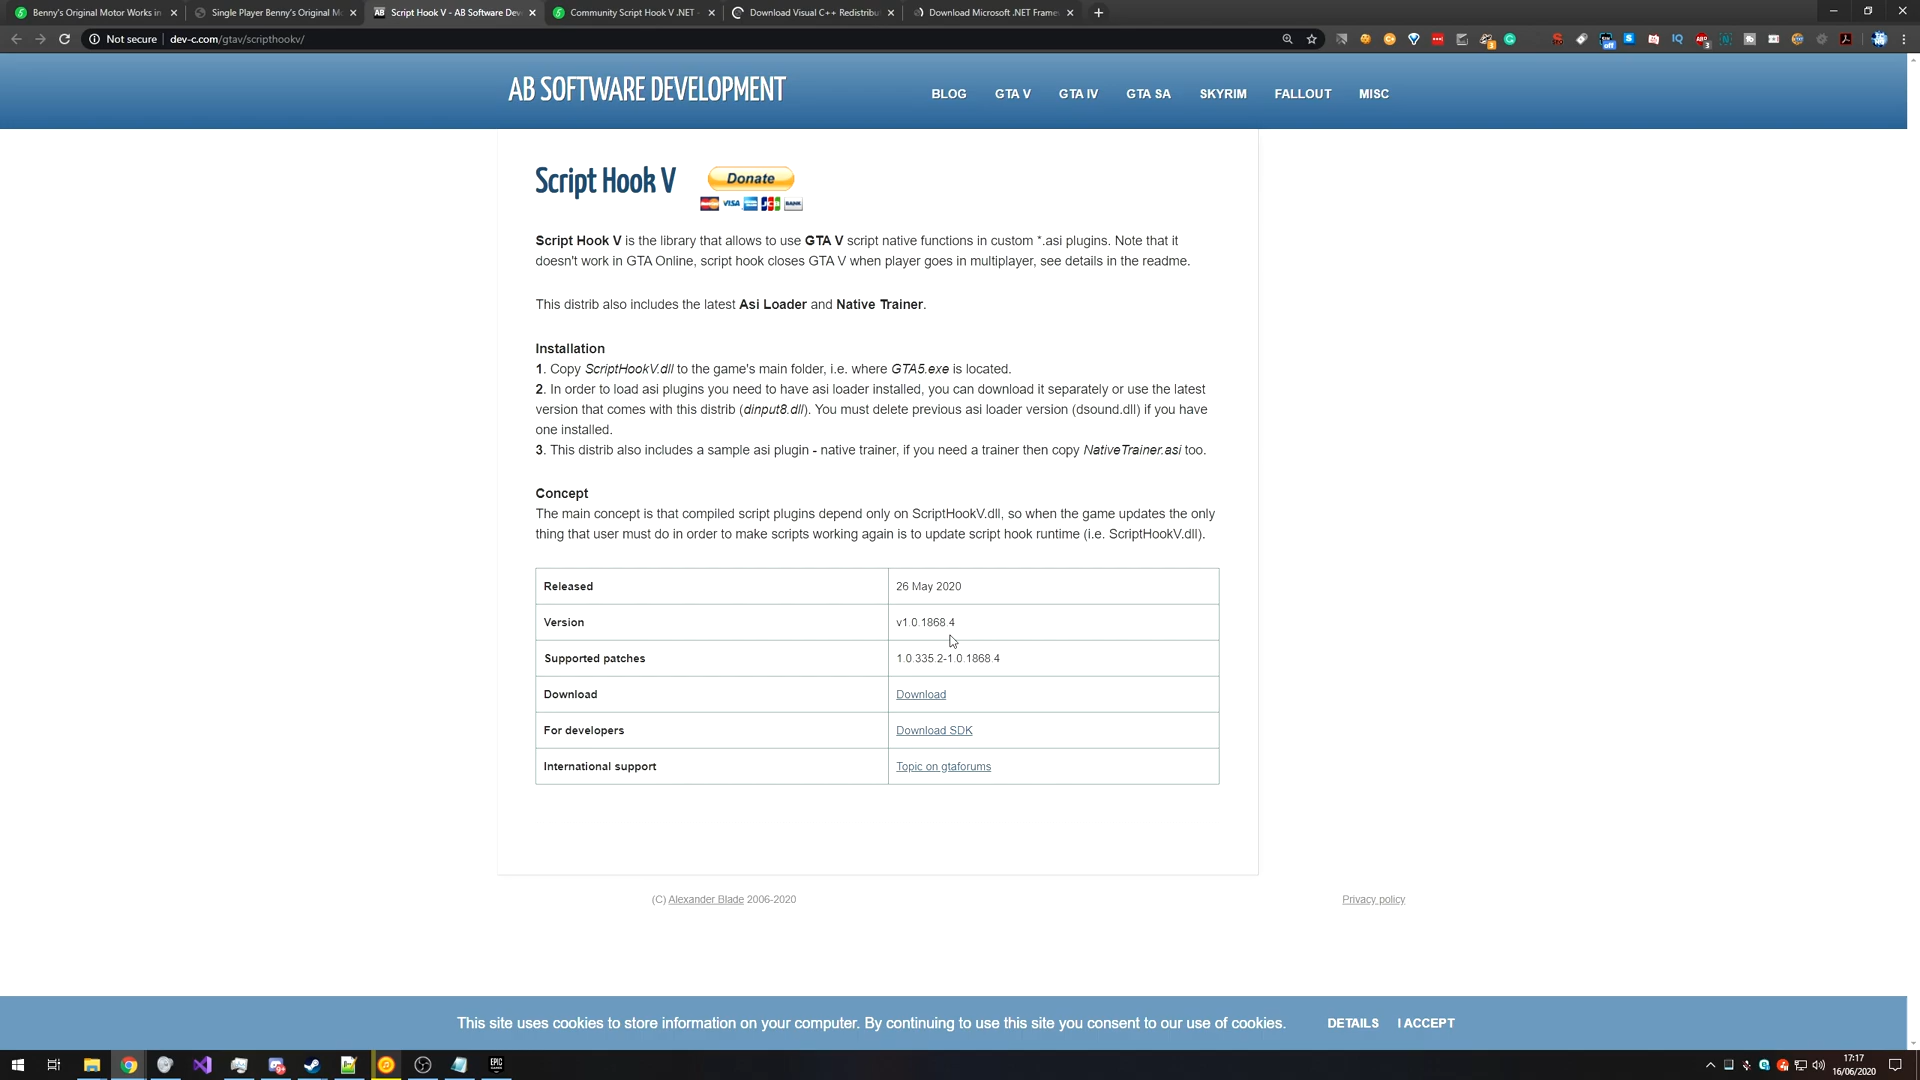 Benny's Original Motor Works in
Single Player Benny's Original Mo
Script Hook V - AB Software Deve
Community Script Hook V .NET -
Download Visual C++ Redistribut
Download Microsoft .NET Frame
Not secure
dev-c.com/gtav/scripthookv/
AB SOFTWARE DEVELOPMENT
BLOG
GTA V
GTA IV
GTA SA
SKYRIM
FALLOUT
MISC
Script Hook V
Donate
VISA
JCB
BANK
Script Hook V is the library that allows to use GTA V script native functions in custom *.asi plugins. Note that it
doesn't work in GTA Online, script hook closes GTA V when player goes in multiplayer, see details in the readme.
This distrib also includes the latest Asi Loader and Native Trainer.
Installation
1. Copy ScriptHookV.dll to the game's main folder, i.e. where GTA5.exe is located.
2. In order to load asi plugins you need to have asi loader installed, you can download it separately or use the latest
version that comes with this distrib (dinput8.dll). You must delete previous asi loader version (dsound.dll) if you have
one installed.
3. This distrib also includes a sample asi plugin - native trainer, if you need a trainer then copy NativeTrainer.asi too.
Concept
The main concept is that compiled script plugins depend only on ScriptHookV.dll, so when the game updates the only
thing that user must do in order to make scripts working again is to update script hook runtime (i.e. ScriptHookV.dll).
Released 26 May 2020
Version v1.0.1868.4
Supported patches 1.0.335.2-1.0.1868.4
Download Download
For developers Download SDK
International support Topic on gtaforums
(C) Alexander Blade 2006-2020
Privacy policy
This site uses cookies to store information on your computer. By continuing to use this site you consent to our use of cookies.
DETAILS
I ACCEPT
EPIC
17:17
16/06/2020